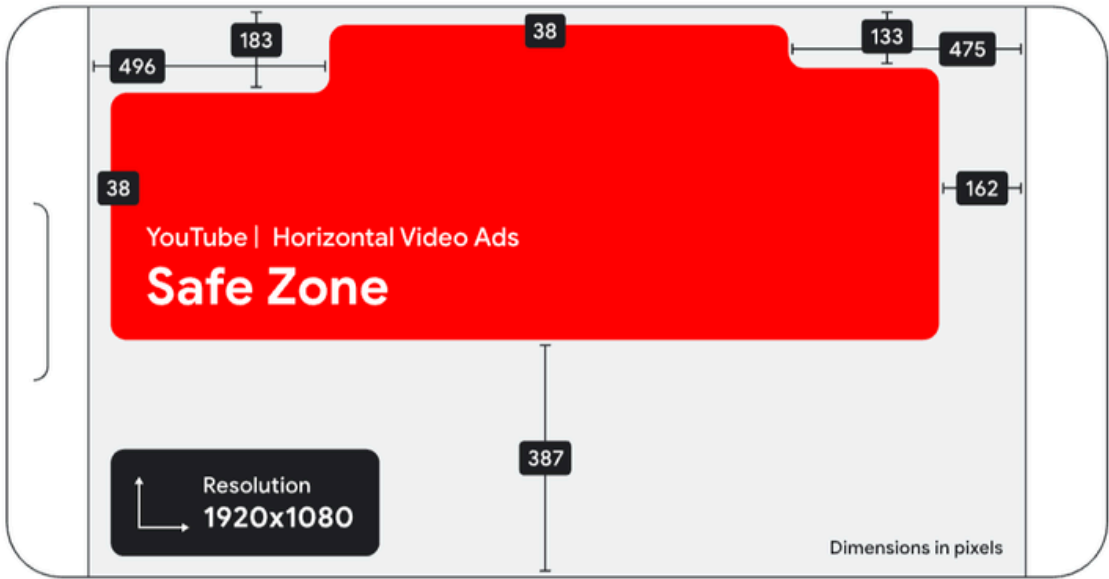 183
38
133
496
475
38
162
YouTube | Horizontal Video Ads
Safe Zone
387
Resolution
1920x1080
Dimensions in pixels